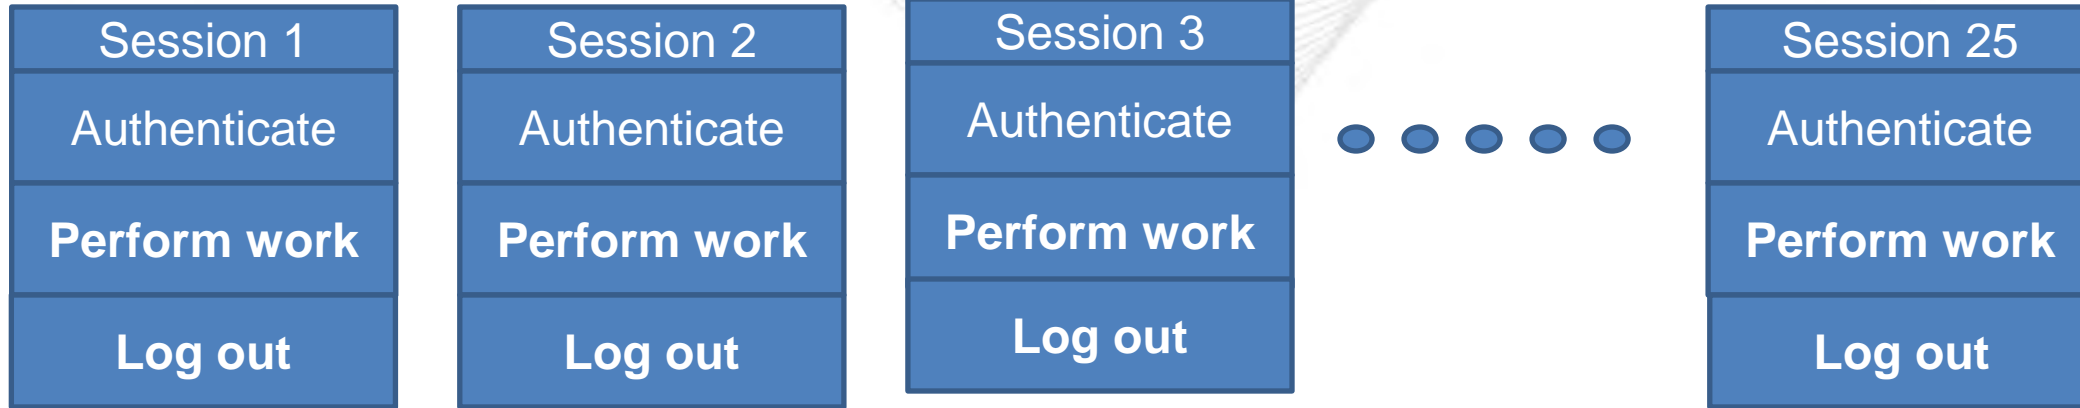 Session 1
Authenticate
Perform work
Log out
Session 2
Authenticate
Perform work
Log out
Session 3
Authenticate
Perform work
Log out
Session 25
Authenticate
Perform work
Log out